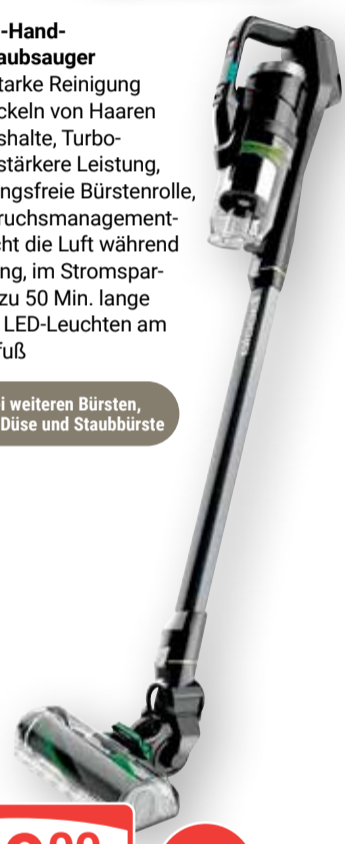 -Hand-
aubsauger
tarke Reinigung
ckeln von Haaren
shalte, Turbo-
stärkere Leistung,
ngsfreie Bürstenrolle,
ruchsmanagement-
cht die Luft während
ng, im Stromspar-
zu 50 Min. lange
LED-Leuchten am
fuß
i weiteren Bürsten,
Düse und Staubbürste